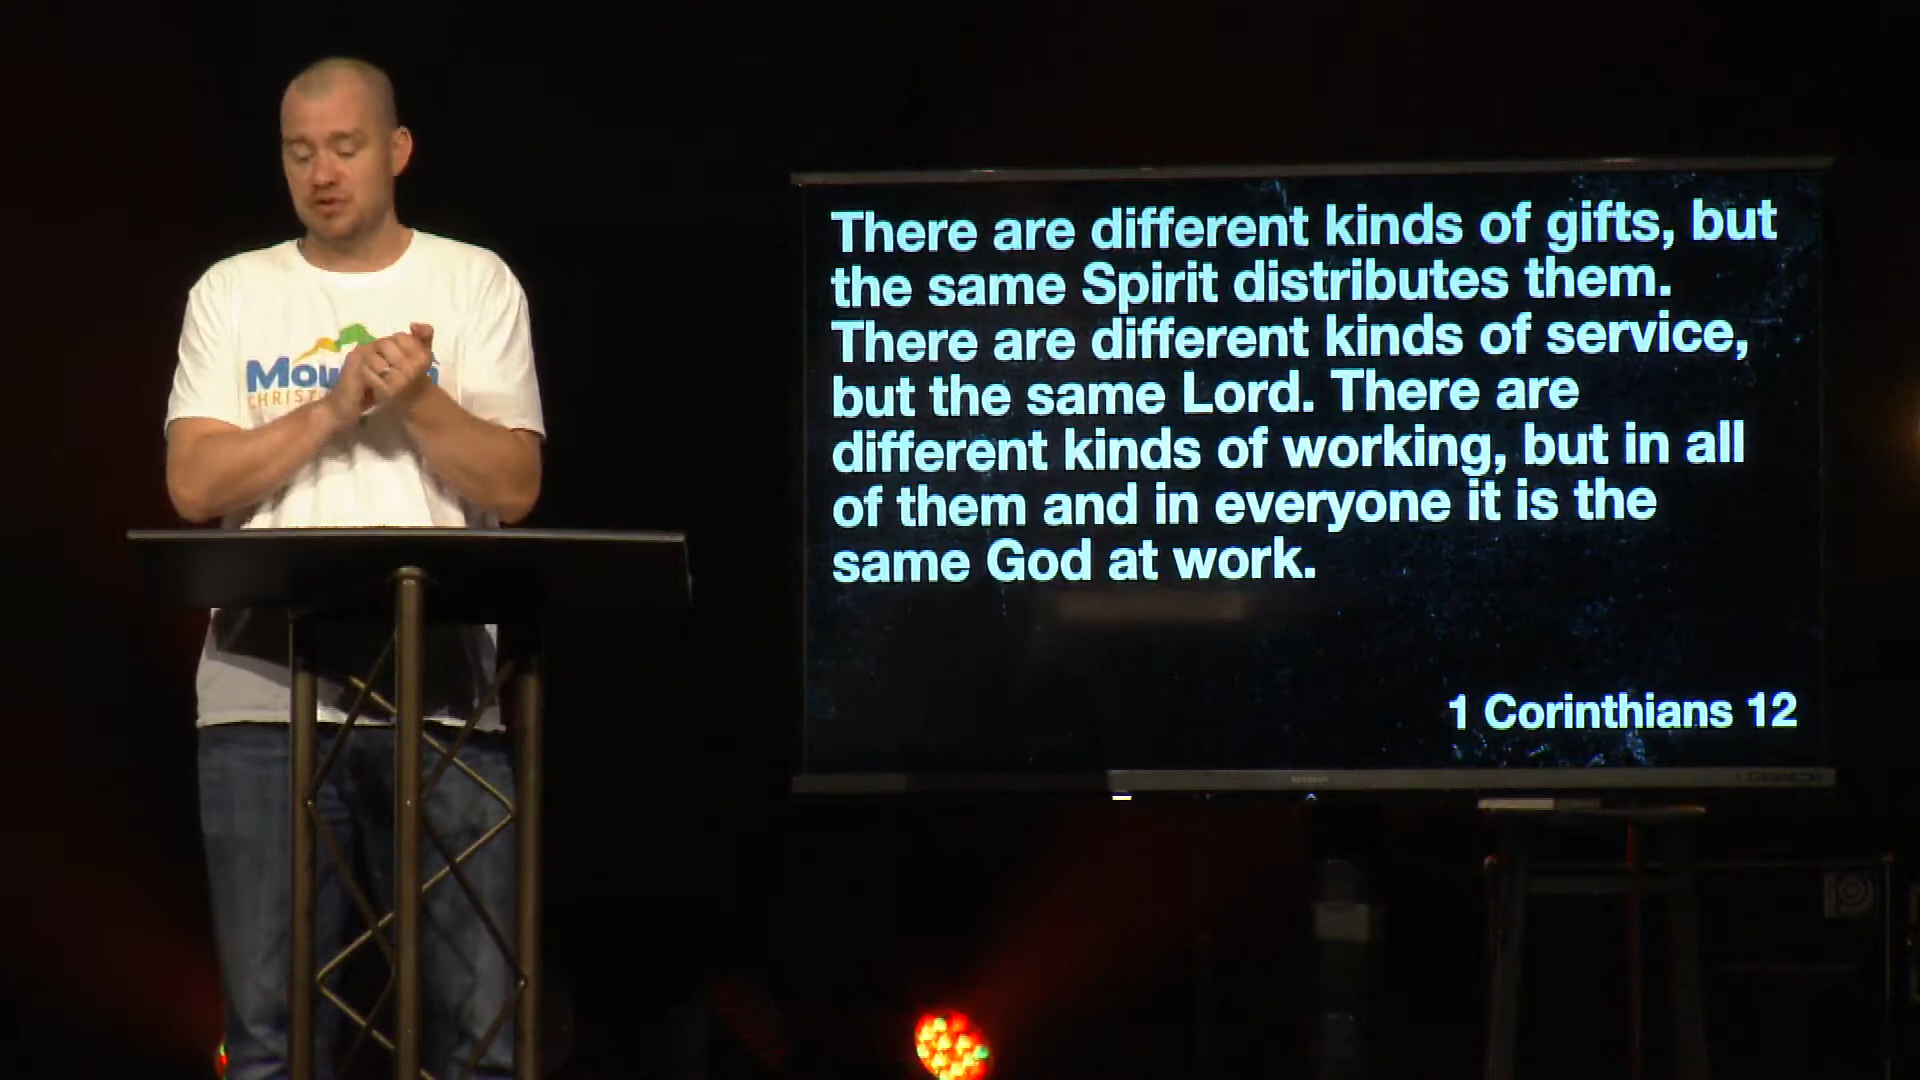 There are different kinds of gifts, but
the same Spirit distributes them.
There are different kinds of service,
but the same Lord. There are
different kinds of working, but in all
of them and in everyone it is the
same God at work.
1 Corinthians 12